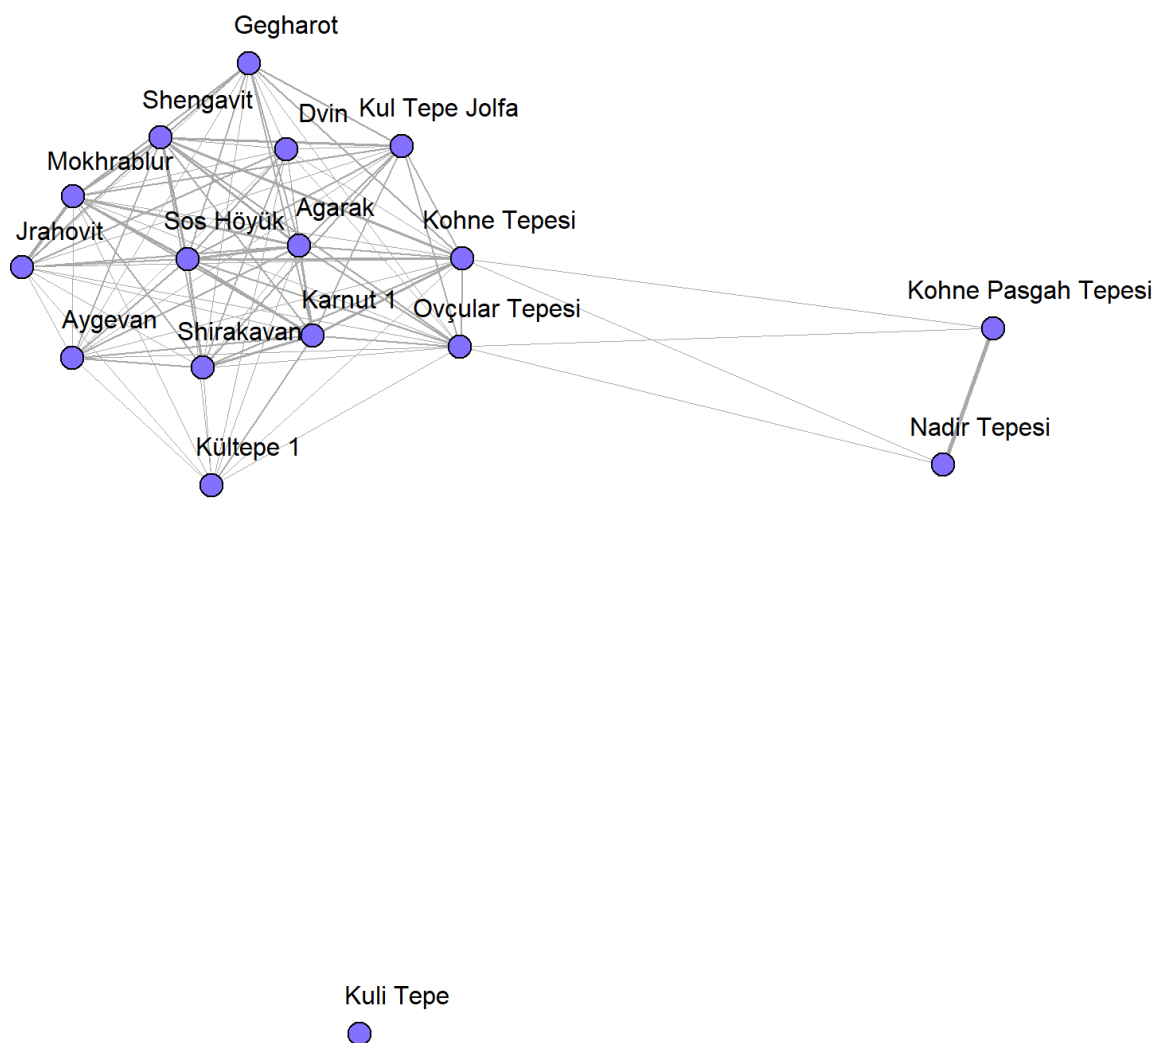 Gegharot
Shengavit
Dvin
Kul Tepe Jolfa
Mokhrablur
Jrahovit
Sos Höyük
Agarak
Kohne Tepesi
Kohne Pasgah Tepesi
Aygevan
Shirakavan
Karnut 1
Ovçular Tepesi
Nadir Tepesi
Kültepe 1
Kuli Tepe